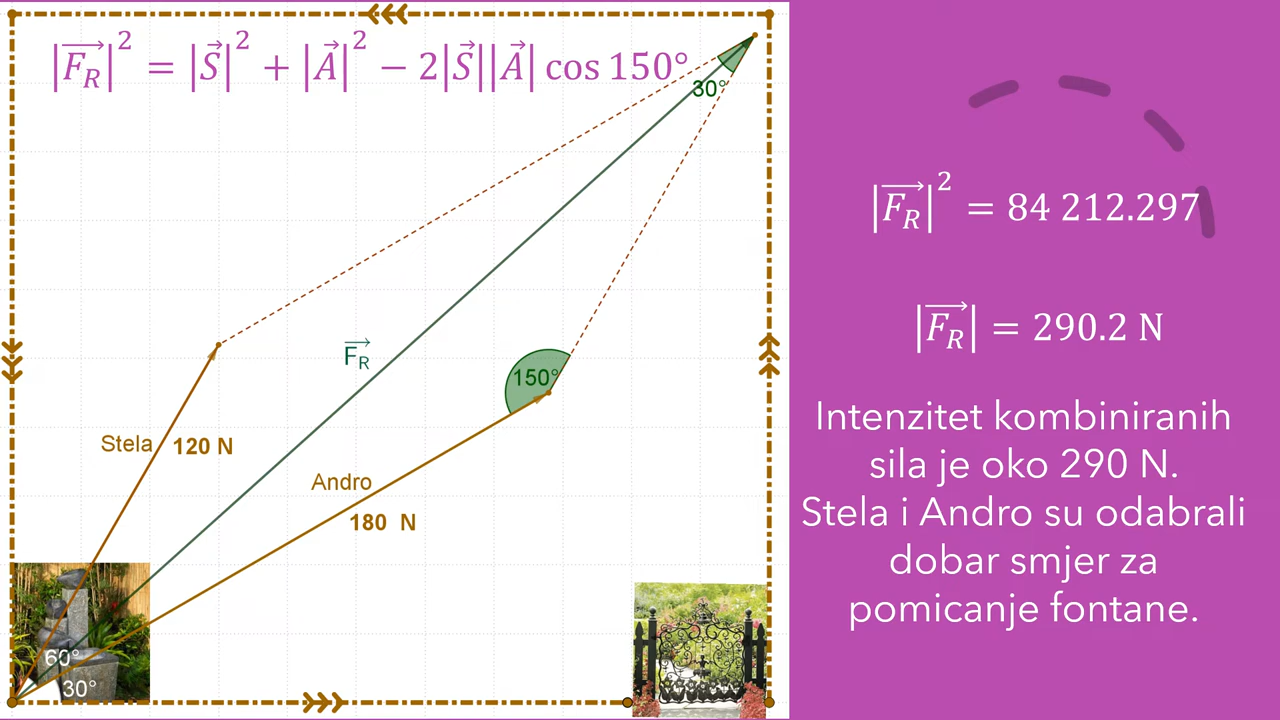 |F_R|² = |S|² + |A|² − 2|S||A| cos 150°
30°
|F_R|² = 84 212.297
|F_R| = 290.2 N
F_R
150°
Stela 120 N
Andro
180 N
60°
30°
Intenzitet kombiniranih
sila je oko 290 N.
Stela i Andro su odabrali
dobar smjer za
pomicanje fontane.